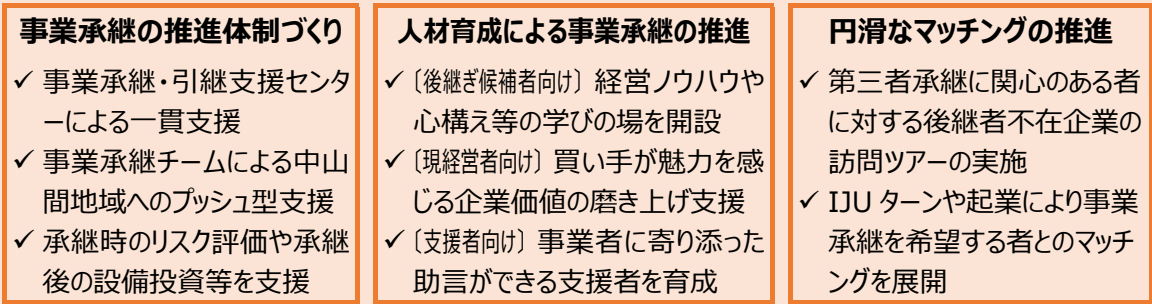 事業承継の推進体制づくり
✓ 事業承継・引継支援センタ
ーによる一貫支援
✓ 事業承継チームによる中山
間地域へのプッシュ型支援
✓ 承継時のリスク評価や承継
後の設備投資等を支援
人材育成による事業承継の推進
✓〔後継ぎ候補者向け〕経営ノウハウや
心構え等の学びの場を開設
✓〔現経営者向け〕買い手が魅力を感
じる企業価値の磨き上げ支援
✓〔支援者向け〕事業者に寄り添った
助言ができる支援者を育成
円滑なマッチングの推進
✓ 第三者承継に関心のある者
に対する後継者不在企業の
訪問ツアーの実施
✓ IJU ターンや起業により事業
承継を希望する者とのマッチ
ングを展開